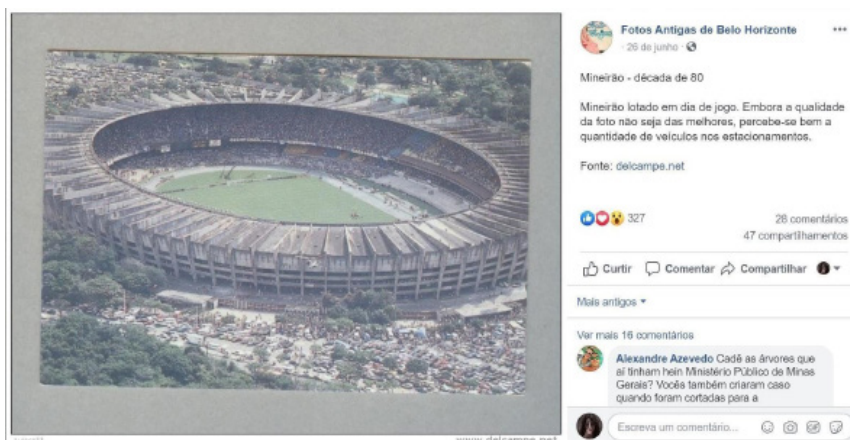 Fotos Antigas de Belo Horizonte
26 de junho ·
Mineirão - década de 80
Mineirão lotado em dia de jogo. Embora a qualidade
da foto não seja das melhores, percebe-se bem a
quantidade de veículos nos estacionamentos.
Fonte: delcampe.net
327
28 comentários
47 compartilhamentos
Curtir Comentar Compartilhar
Mais antigos
Ver mais 16 comentários
Alexandre Azevedo Cadê as árvores que
aí tinham hein Ministério Público de Minas
Gerais? Vocês também criaram caso
quando foram cortadas para a
Escreva um comentário...
GIF
www.delcampe.net